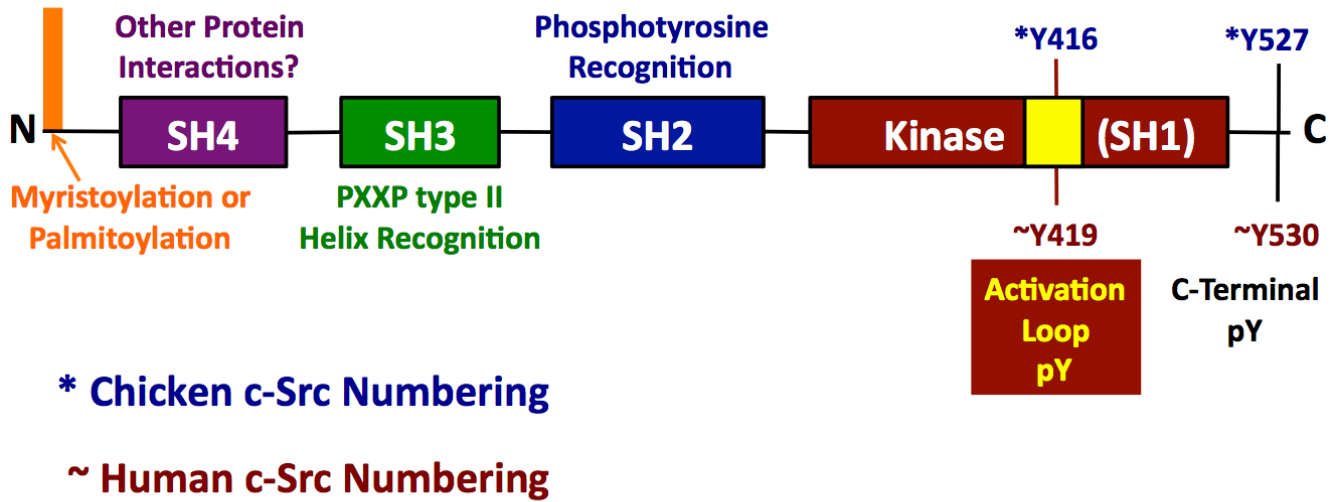 Other Protein
Interactions?
Phosphotyrosine
Recognition
*Y416
*Y527
N
SH4
SH3
SH2
Kinase
(SH1)
C
Myristoylation or
Palmitoylation
PXXP type II
Helix Recognition
~Y419
~Y530
Activation
Loop
pY
C-Terminal
pY
* Chicken c-Src Numbering
~ Human c-Src Numbering